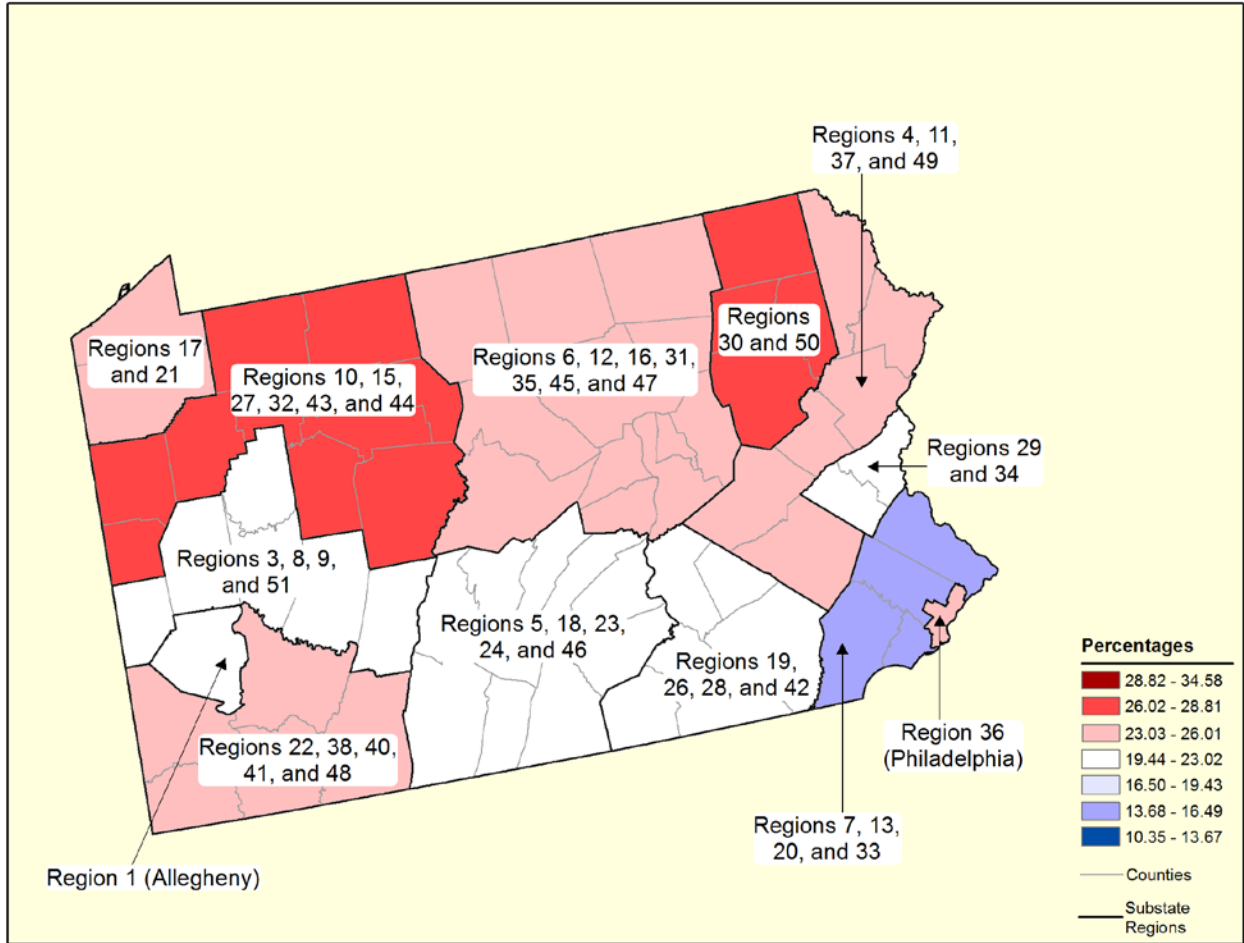 Regions 4, 11,
37, and 49
Regions 17
and 21
Regions 10, 15,
27, 32, 43, and 44
Regions 6, 12, 16, 31,
35, 45, and 47
Regions
30 and 50
Regions 29
and 34
Regions 3, 8, 9,
and 51
Regions 5, 18, 23,
24, and 46
Regions 19,
26, 28, and 42
Regions 22, 38, 40,
41, and 48
Region 36
(Philadelphia)
Regions 7, 13,
20, and 33
Region 1 (Allegheny)
Percentages
28.82 - 34.58
26.02 - 28.81
23.03 - 26.01
19.44 - 23.02
16.50 - 19.43
13.68 - 16.49
10.35 - 13.67
Counties
Substate
Regions